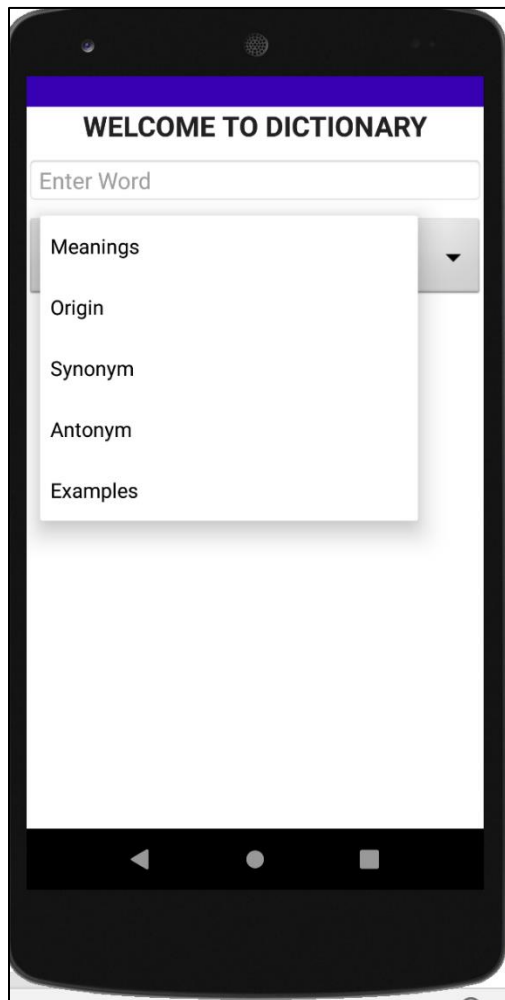 WELCOME TO DICTIONARY
Enter Word
Meanings
Origin
Synonym
Antonym
Examples